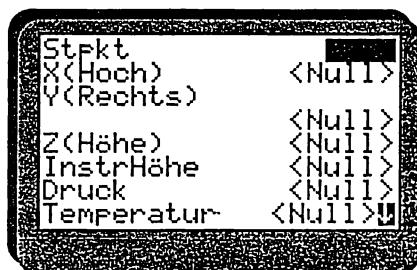 Stpkt
X(Hoch) <Null>
Y(Rechts)
<Null>
Z(Höhe) <Null>
InstrHöhe <Null>
Druck <Null>
Temperatur <Null>